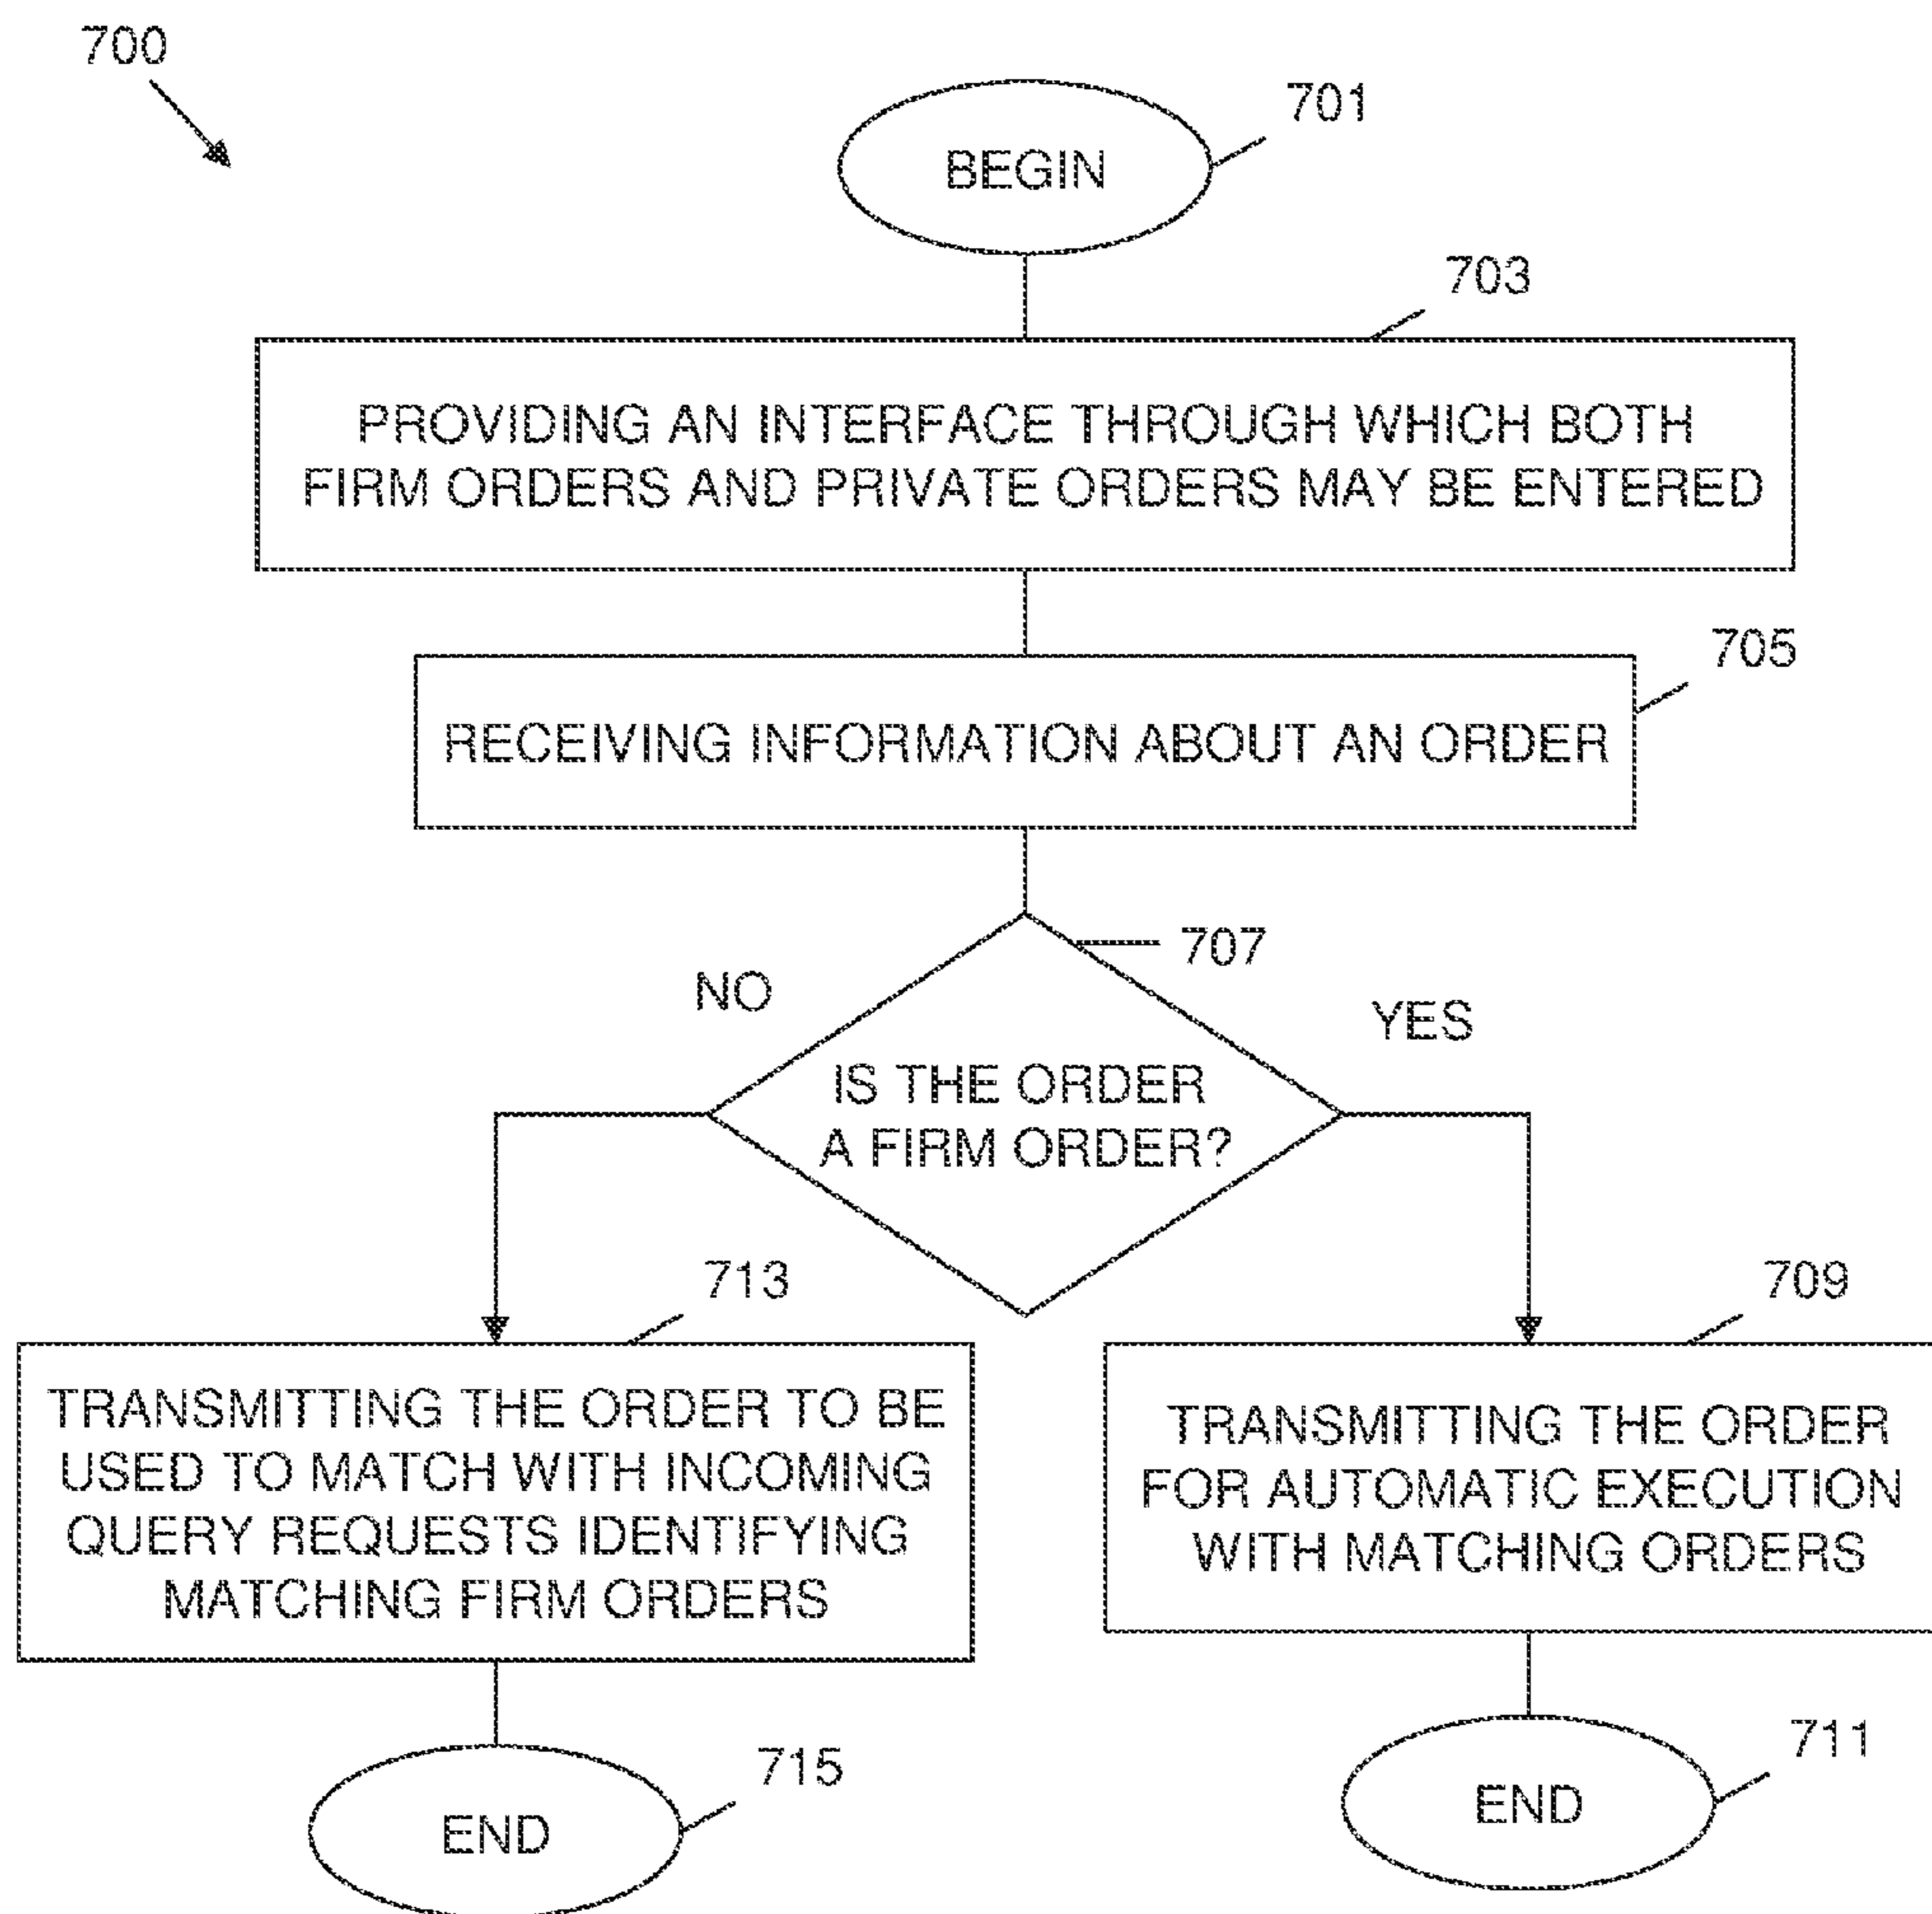 700
701
BEGIN
703
PROVIDING AN INTERFACE THROUGH WHICH BOTH
FIRM ORDERS AND PRIVATE ORDERS MAY BE ENTERED
705
RECEIVING INFORMATION ABOUT AN ORDER
707
NO
YES
IS THE ORDER
A FIRM ORDER?
713
TRANSMITTING THE ORDER TO BE
USED TO MATCH WITH INCOMING
QUERY REQUESTS IDENTIFYING
MATCHING FIRM ORDERS
709
TRANSMITTING THE ORDER
FOR AUTOMATIC EXECUTION
WITH MATCHING ORDERS
715
END
711
END